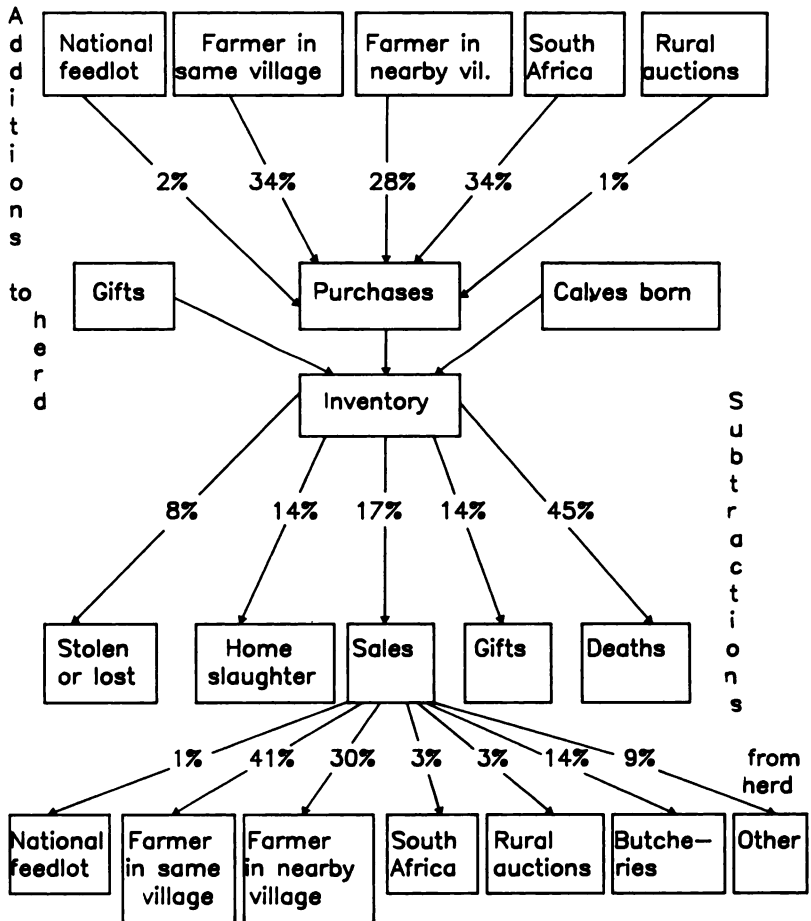 Additions
to
herd
National
feedlot
Farmer in
same village
Farmer in
nearby vil.
South
Africa
Rural
auctions
2%
34%
28%
34%
1%
Gifts
Purchases
Calves born
Inventory
Subtractions
from
herd
8%
14%
17%
14%
45%
Stolen
or lost
Home
slaughter
Sales
Gifts
Deaths
1%
41%
30%
3%
3%
14%
9%
National
feedlot
Farmer
in same
village
Farmer
in nearby
village
South
Africa
Rural
auctions
Butche-
ries
Other